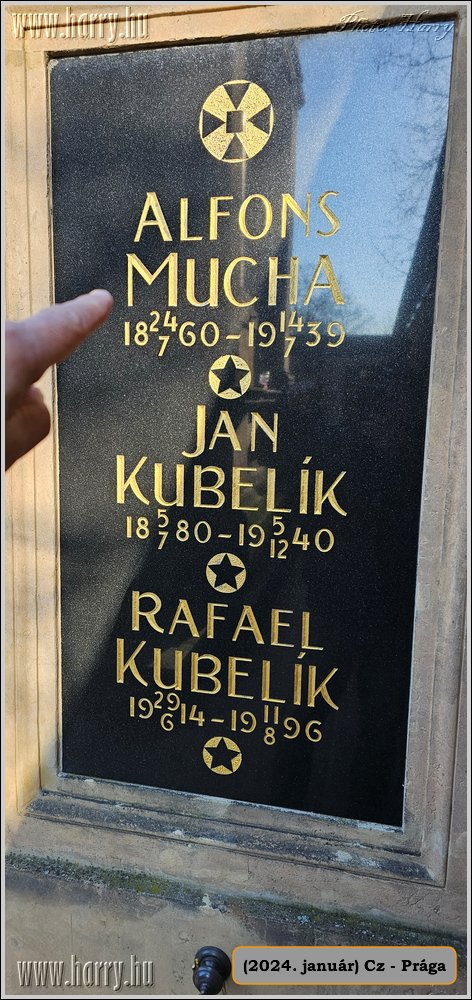 www.harry.hu
Photo: Harry
ALFONS
MUCHA
18 24/7 60 – 19 14/7 39
JAN
KUBELÍK
18 5/7 80 – 19 5/12 40
RAFAEL
KUBELÍK
19 29/6 14 – 19 11/8 96
www.harry.hu
(2024. január) Cz - Prága